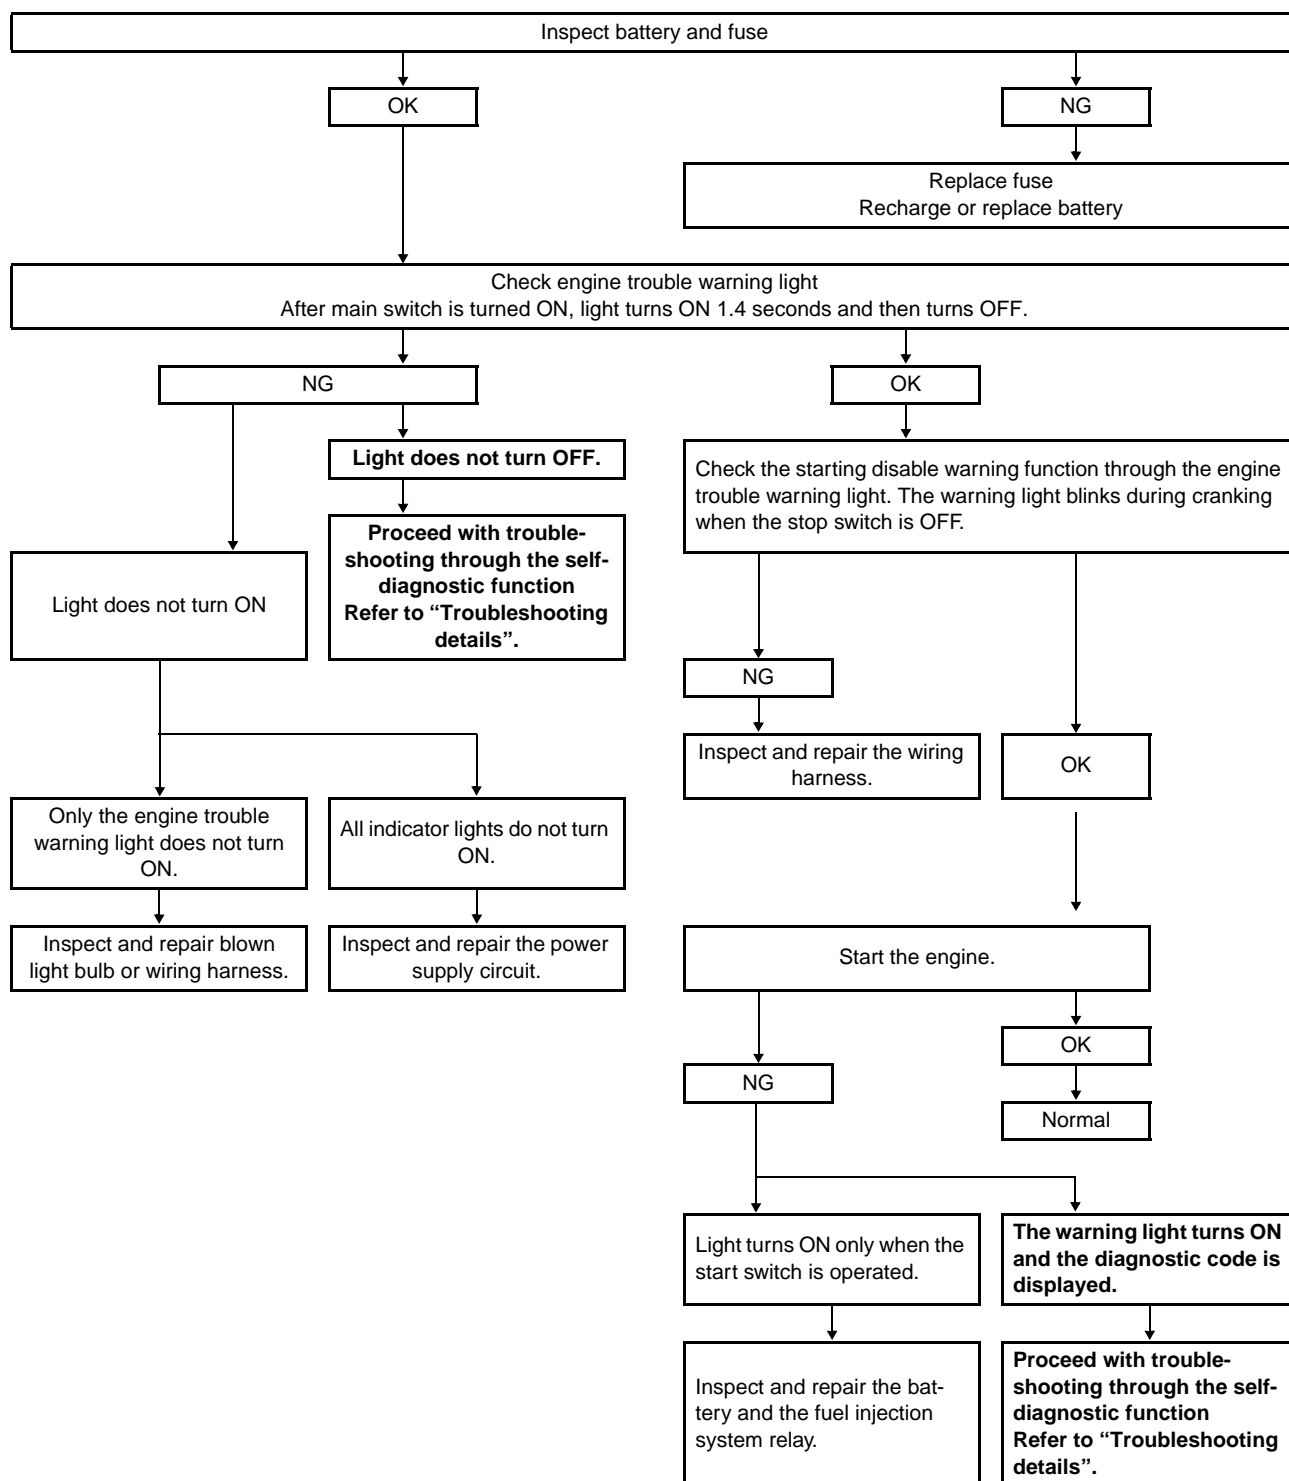 Inspect battery and fuse
OK
NG
Replace fuse
Recharge or replace battery
Check engine trouble warning light
After main switch is turned ON, light turns ON 1.4 seconds and then turns OFF.
NG
OK
Light does not turn OFF.
Check the starting disable warning function through the engine
trouble warning light. The warning light blinks during cranking
when the stop switch is OFF.
Proceed with trouble-
shooting through the self-
diagnostic function
Refer to “Troubleshooting
details”.
Light does not turn ON
NG
Inspect and repair the wiring
harness.
OK
Only the engine trouble
warning light does not turn
ON.
All indicator lights do not turn
ON.
Inspect and repair blown
light bulb or wiring harness.
Inspect and repair the power
supply circuit.
Start the engine.
OK
NG
Normal
Light turns ON only when the
start switch is operated.
The warning light turns ON
and the diagnostic code is
displayed.
Inspect and repair the bat-
tery and the fuel injection
system relay.
Proceed with trouble-
shooting through the self-
diagnostic function
Refer to “Troubleshooting
details”.